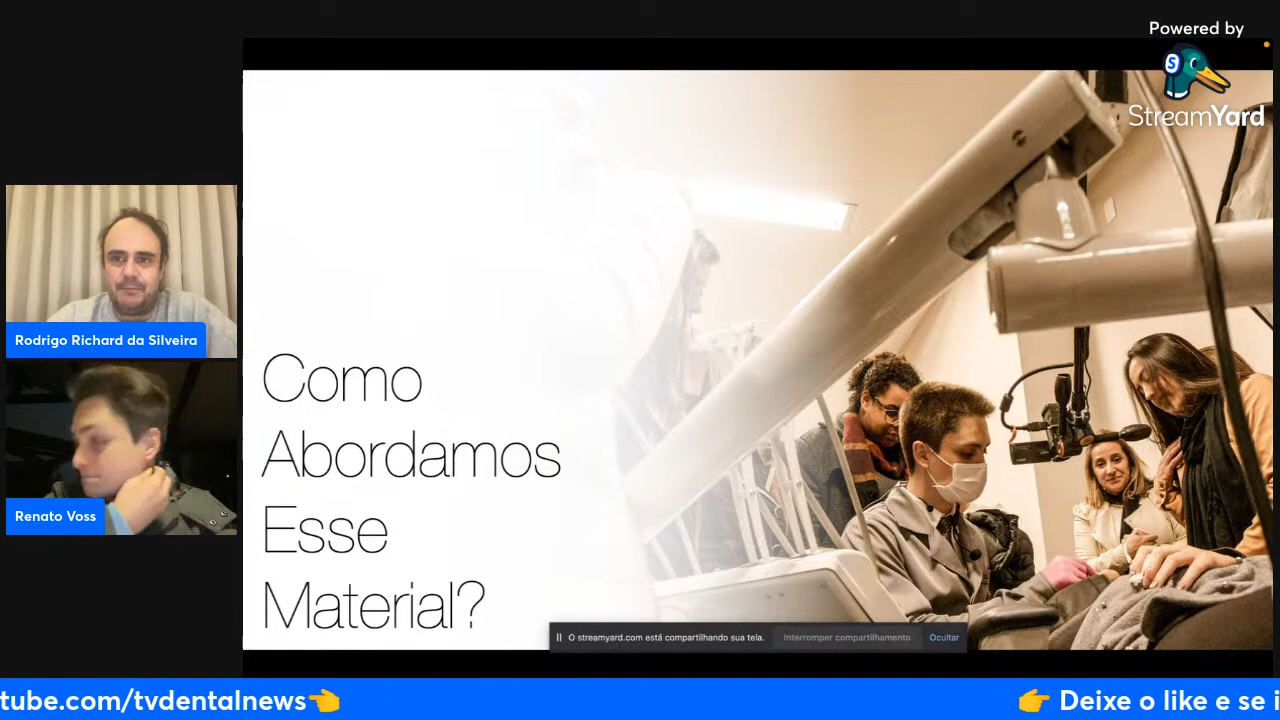 Powered by
StreamYard
Rodrigo Richard da Silveira
Renato Voss
Como
Abordamos
Esse
Material?
O streamyard.com está compartilhando sua tela.
Interromper compartilhamento
Ocultar
tube.com/tvdentalnews👈
👉 Deixe o like e se i